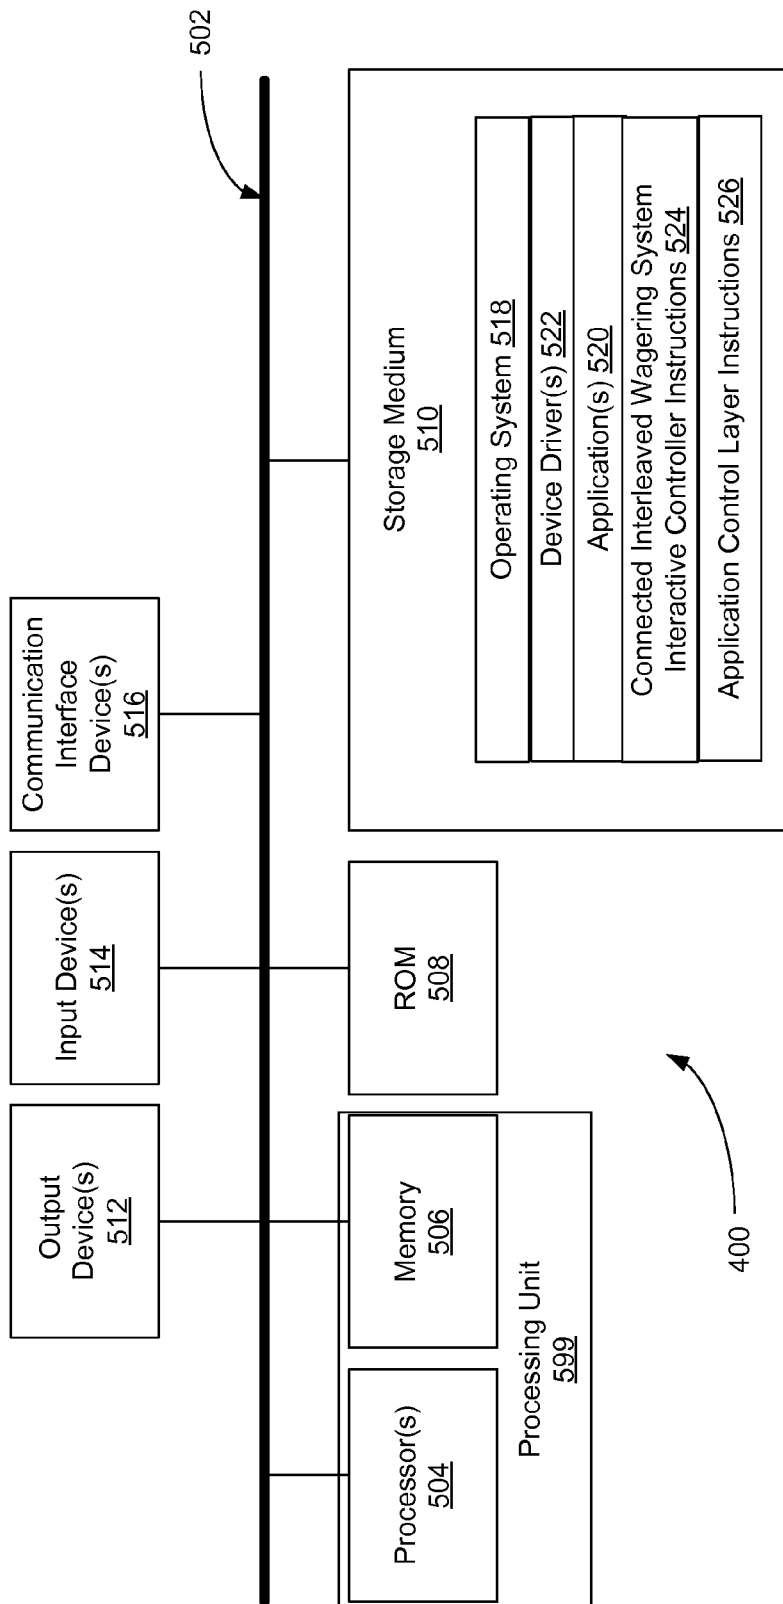 Output
Device(s)
512
Input Device(s)
514
Communication
Interface
Device(s)
516
502
Processor(s)
504
Memory
506
Processing Unit
599
ROM
508
Storage Medium
510
Operating System 518
Device Driver(s) 522
Application(s) 520
Connected Interleaved Wagering System
Interactive Controller Instructions 524
Application Control Layer Instructions 526
400